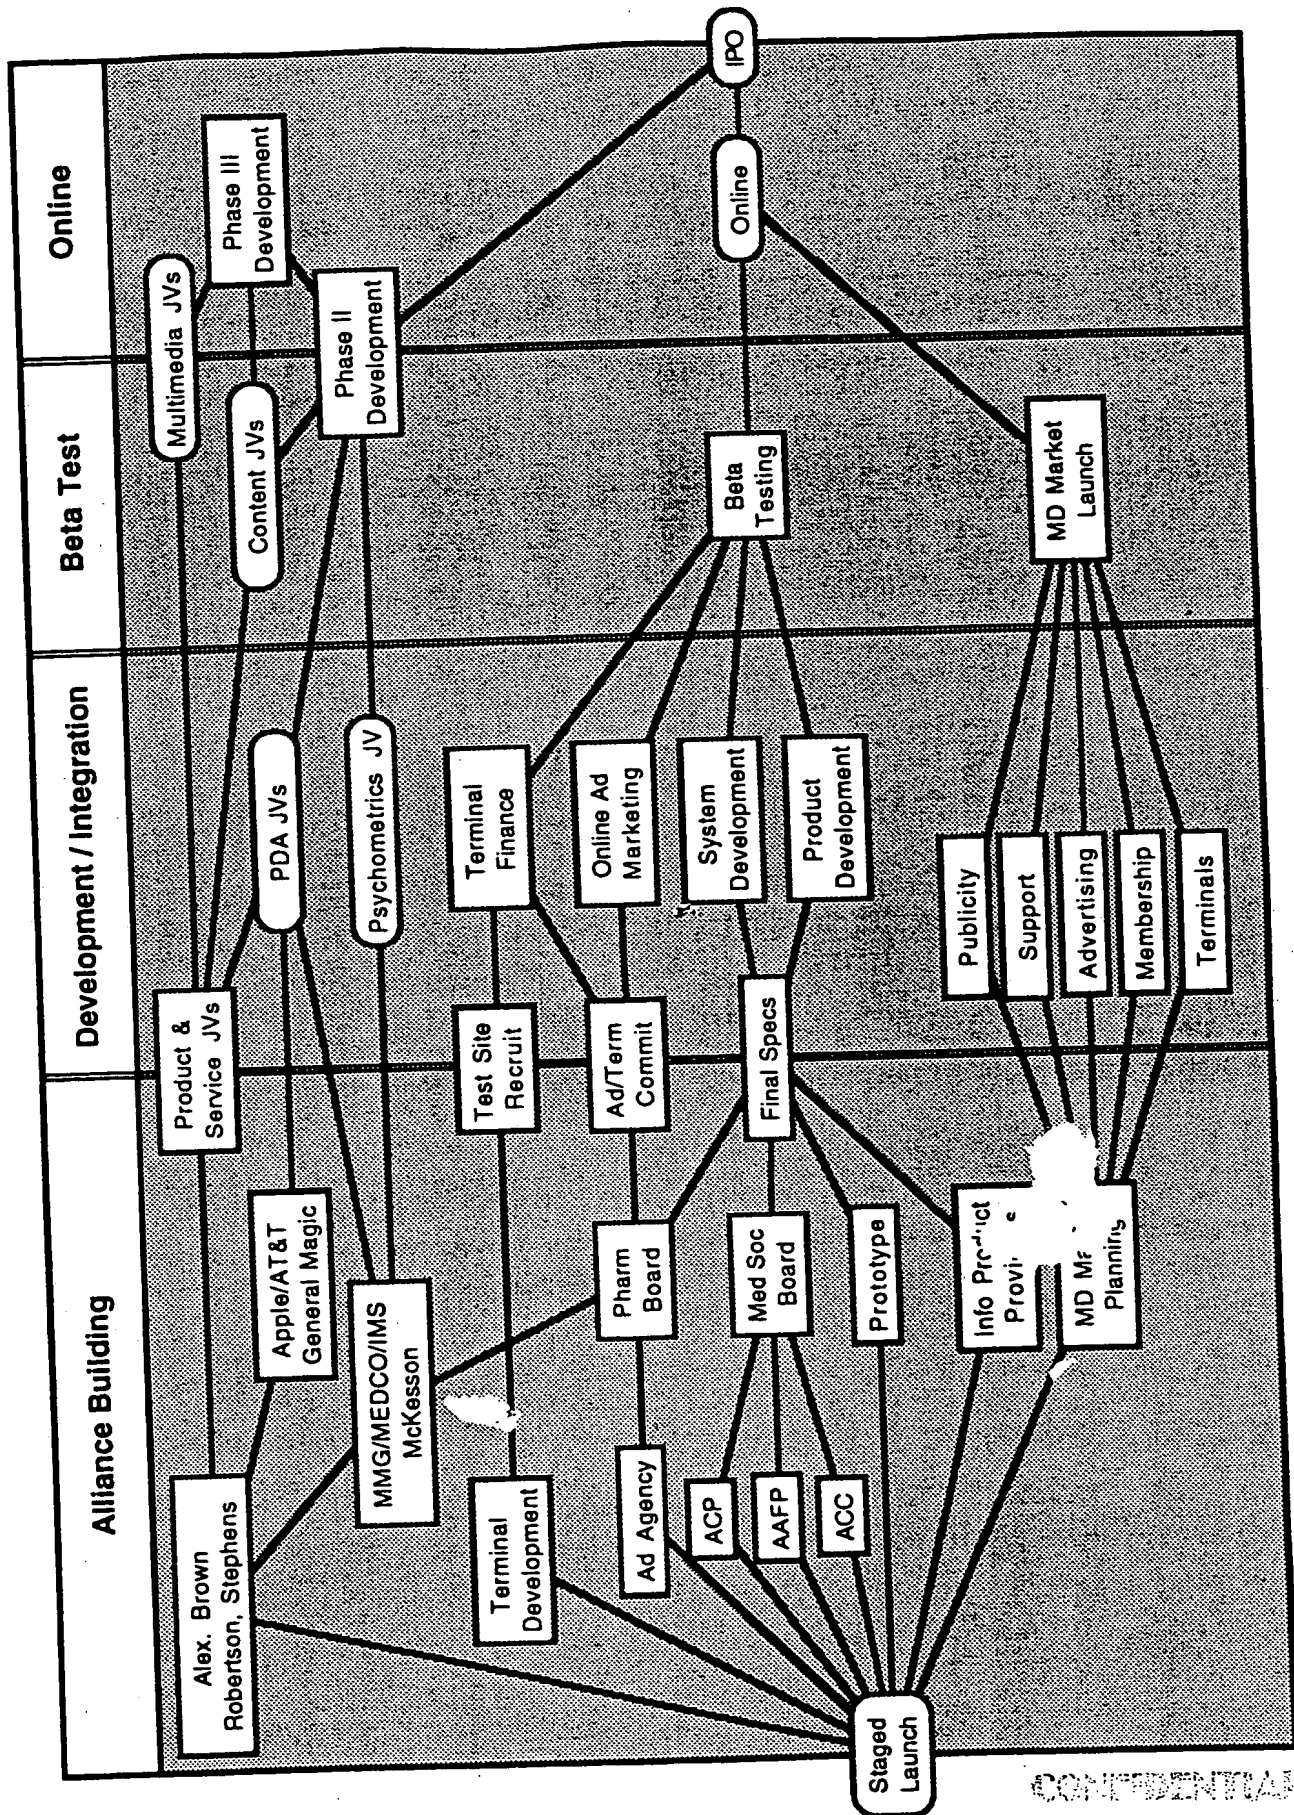 Alliance Building
Development / Integration
Beta Test
Online
Alex. Brown
Robertson, Stephens
Product &
Service JVs
Multimedia JVs
Phase III
Development
Apple/AT&T
General Magic
PDA JVs
Content JVs
MMG/MEDCO/IMS
McKesson
Psychometrics JV
Phase II
Development
Terminal
Development
Test Site
Recruit
Terminal
Finance
Ad Agency
Pharm
Board
Ad/Term
Commit
Online Ad
Marketing
ACP
AAFP
ACC
Med Soc
Board
Final Specs
System
Development
Beta
Testing
Online
IPO
Prototype
Product
Development
Staged
Launch
Info
MD
Planning
Publicity
Support
Advertising
Membership
Terminals
MD Market
Launch
CONFIDENTIAL